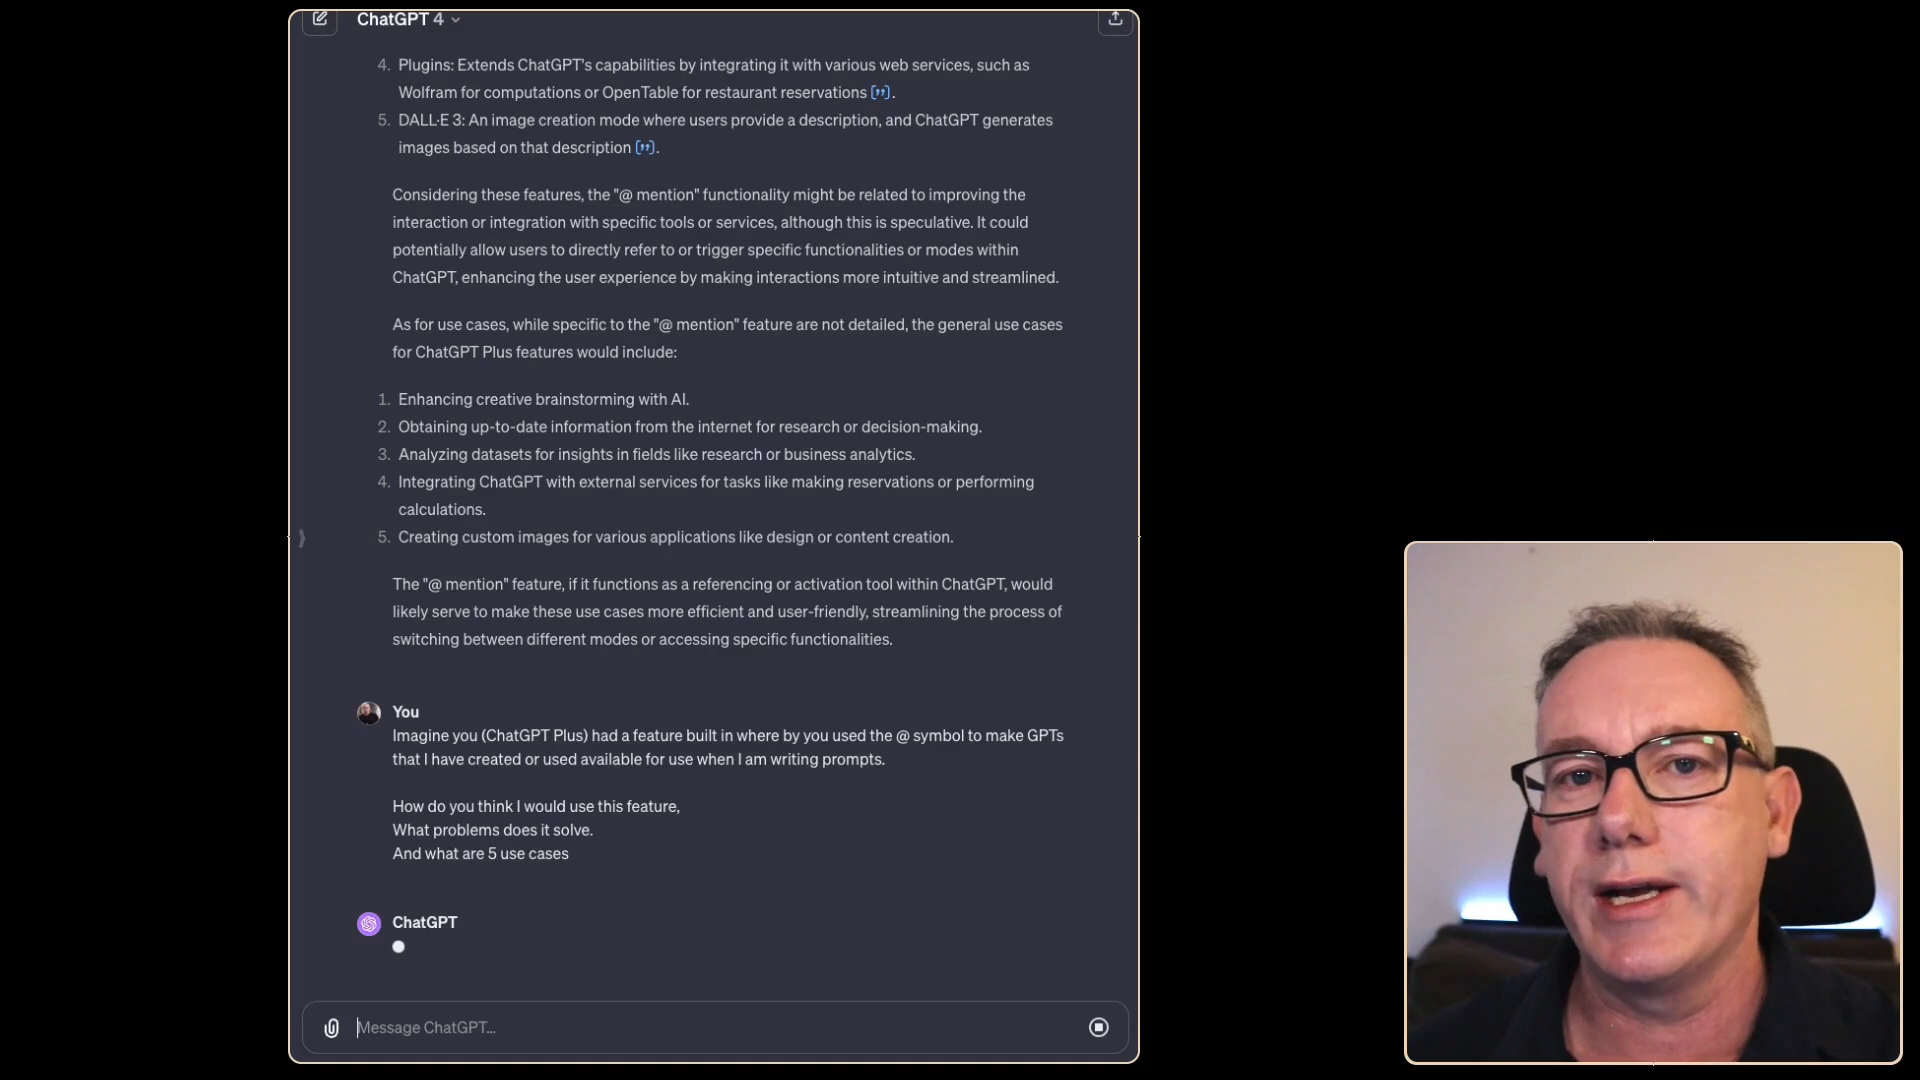 ChatGPT 4
4. Plugins: Extends ChatGPT's capabilities by integrating it with various web services, such as
Wolfram for computations or OpenTable for restaurant reservations ["].
5. DALL·E 3: An image creation mode where users provide a description, and ChatGPT generates
images based on that description ["].
Considering these features, the "@ mention" functionality might be related to improving the
interaction or integration with specific tools or services, although this is speculative. It could
potentially allow users to directly refer to or trigger specific functionalities or modes within
ChatGPT, enhancing the user experience by making interactions more intuitive and streamlined.
As for use cases, while specific to the "@ mention" feature are not detailed, the general use cases
for ChatGPT Plus features would include:
1. Enhancing creative brainstorming with AI.
2. Obtaining up-to-date information from the internet for research or decision-making.
3. Analyzing datasets for insights in fields like research or business analytics.
4. Integrating ChatGPT with external services for tasks like making reservations or performing
calculations.
5. Creating custom images for various applications like design or content creation.
The "@ mention" feature, if it functions as a referencing or activation tool within ChatGPT, would
likely serve to make these use cases more efficient and user-friendly, streamlining the process of
switching between different modes or accessing specific functionalities.
You
Imagine you (ChatGPT Plus) had a feature built in where by you used the @ symbol to make GPTs
that I have created or used available for use when I am writing prompts.
How do you think I would use this feature,
What problems does it solve.
And what are 5 use cases
ChatGPT
Message ChatGPT...